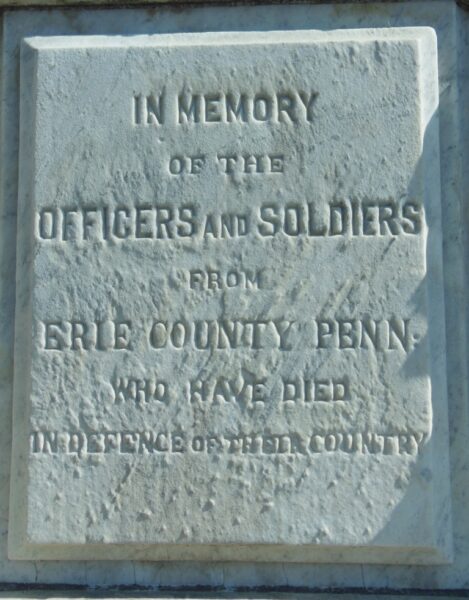 IN MEMORY
OF THE
OFFICERS AND SOLDIERS
FROM
ERIE COUNTY PENN.
WHO HAVE DIED
IN DEFENCE OF THEIR COUNTRY